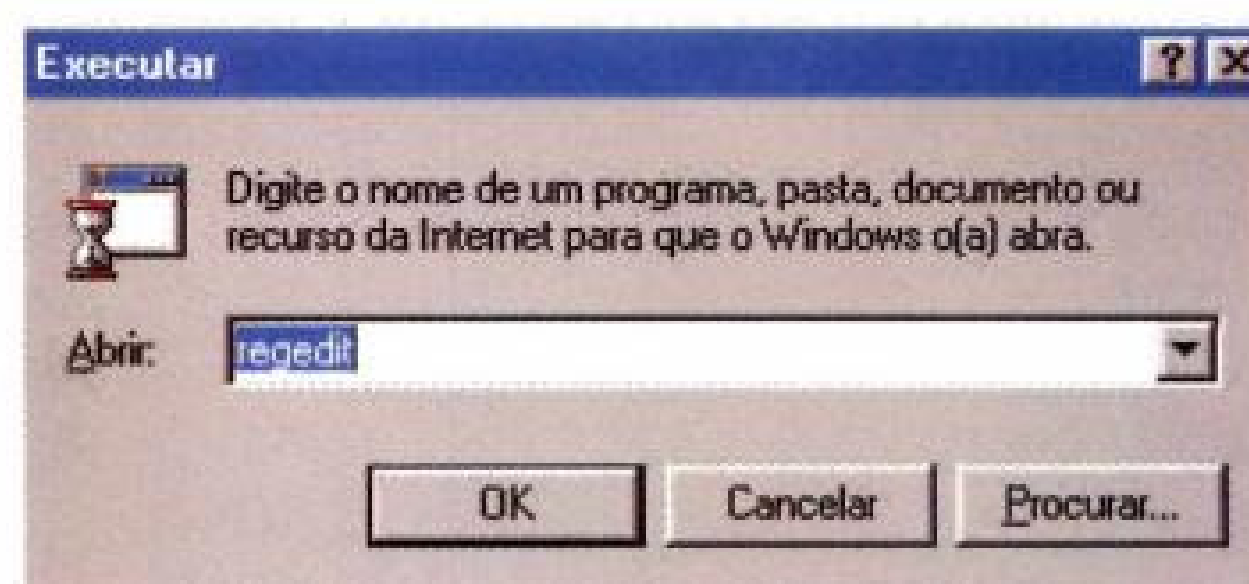 Executar
Digite o nome de um programa, pasta, documento ou
recurso da Internet para que o Windows o(a) abra.
Abrir:
regedit
OK
Cancelar
Procurar...